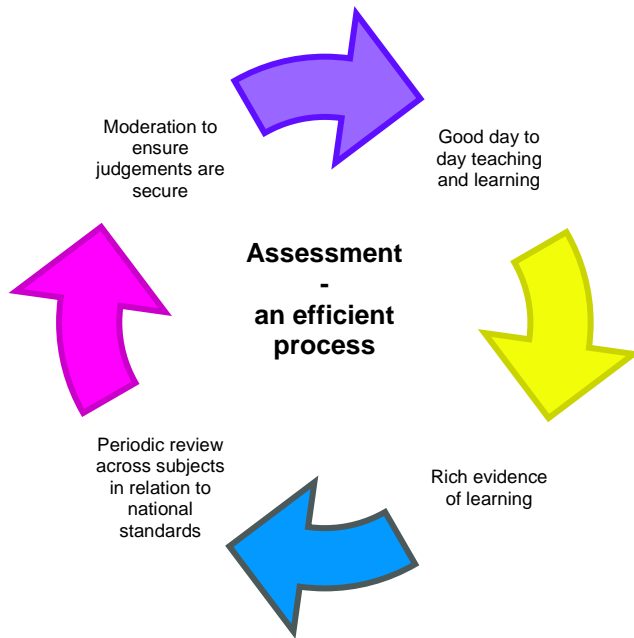 Moderation to
ensure
judgements are
secure
Good day to
day teaching
and learning
Assessment
-
an efficient
process
Periodic review
across subjects
in relation to
national
standards
Rich evidence
of learning